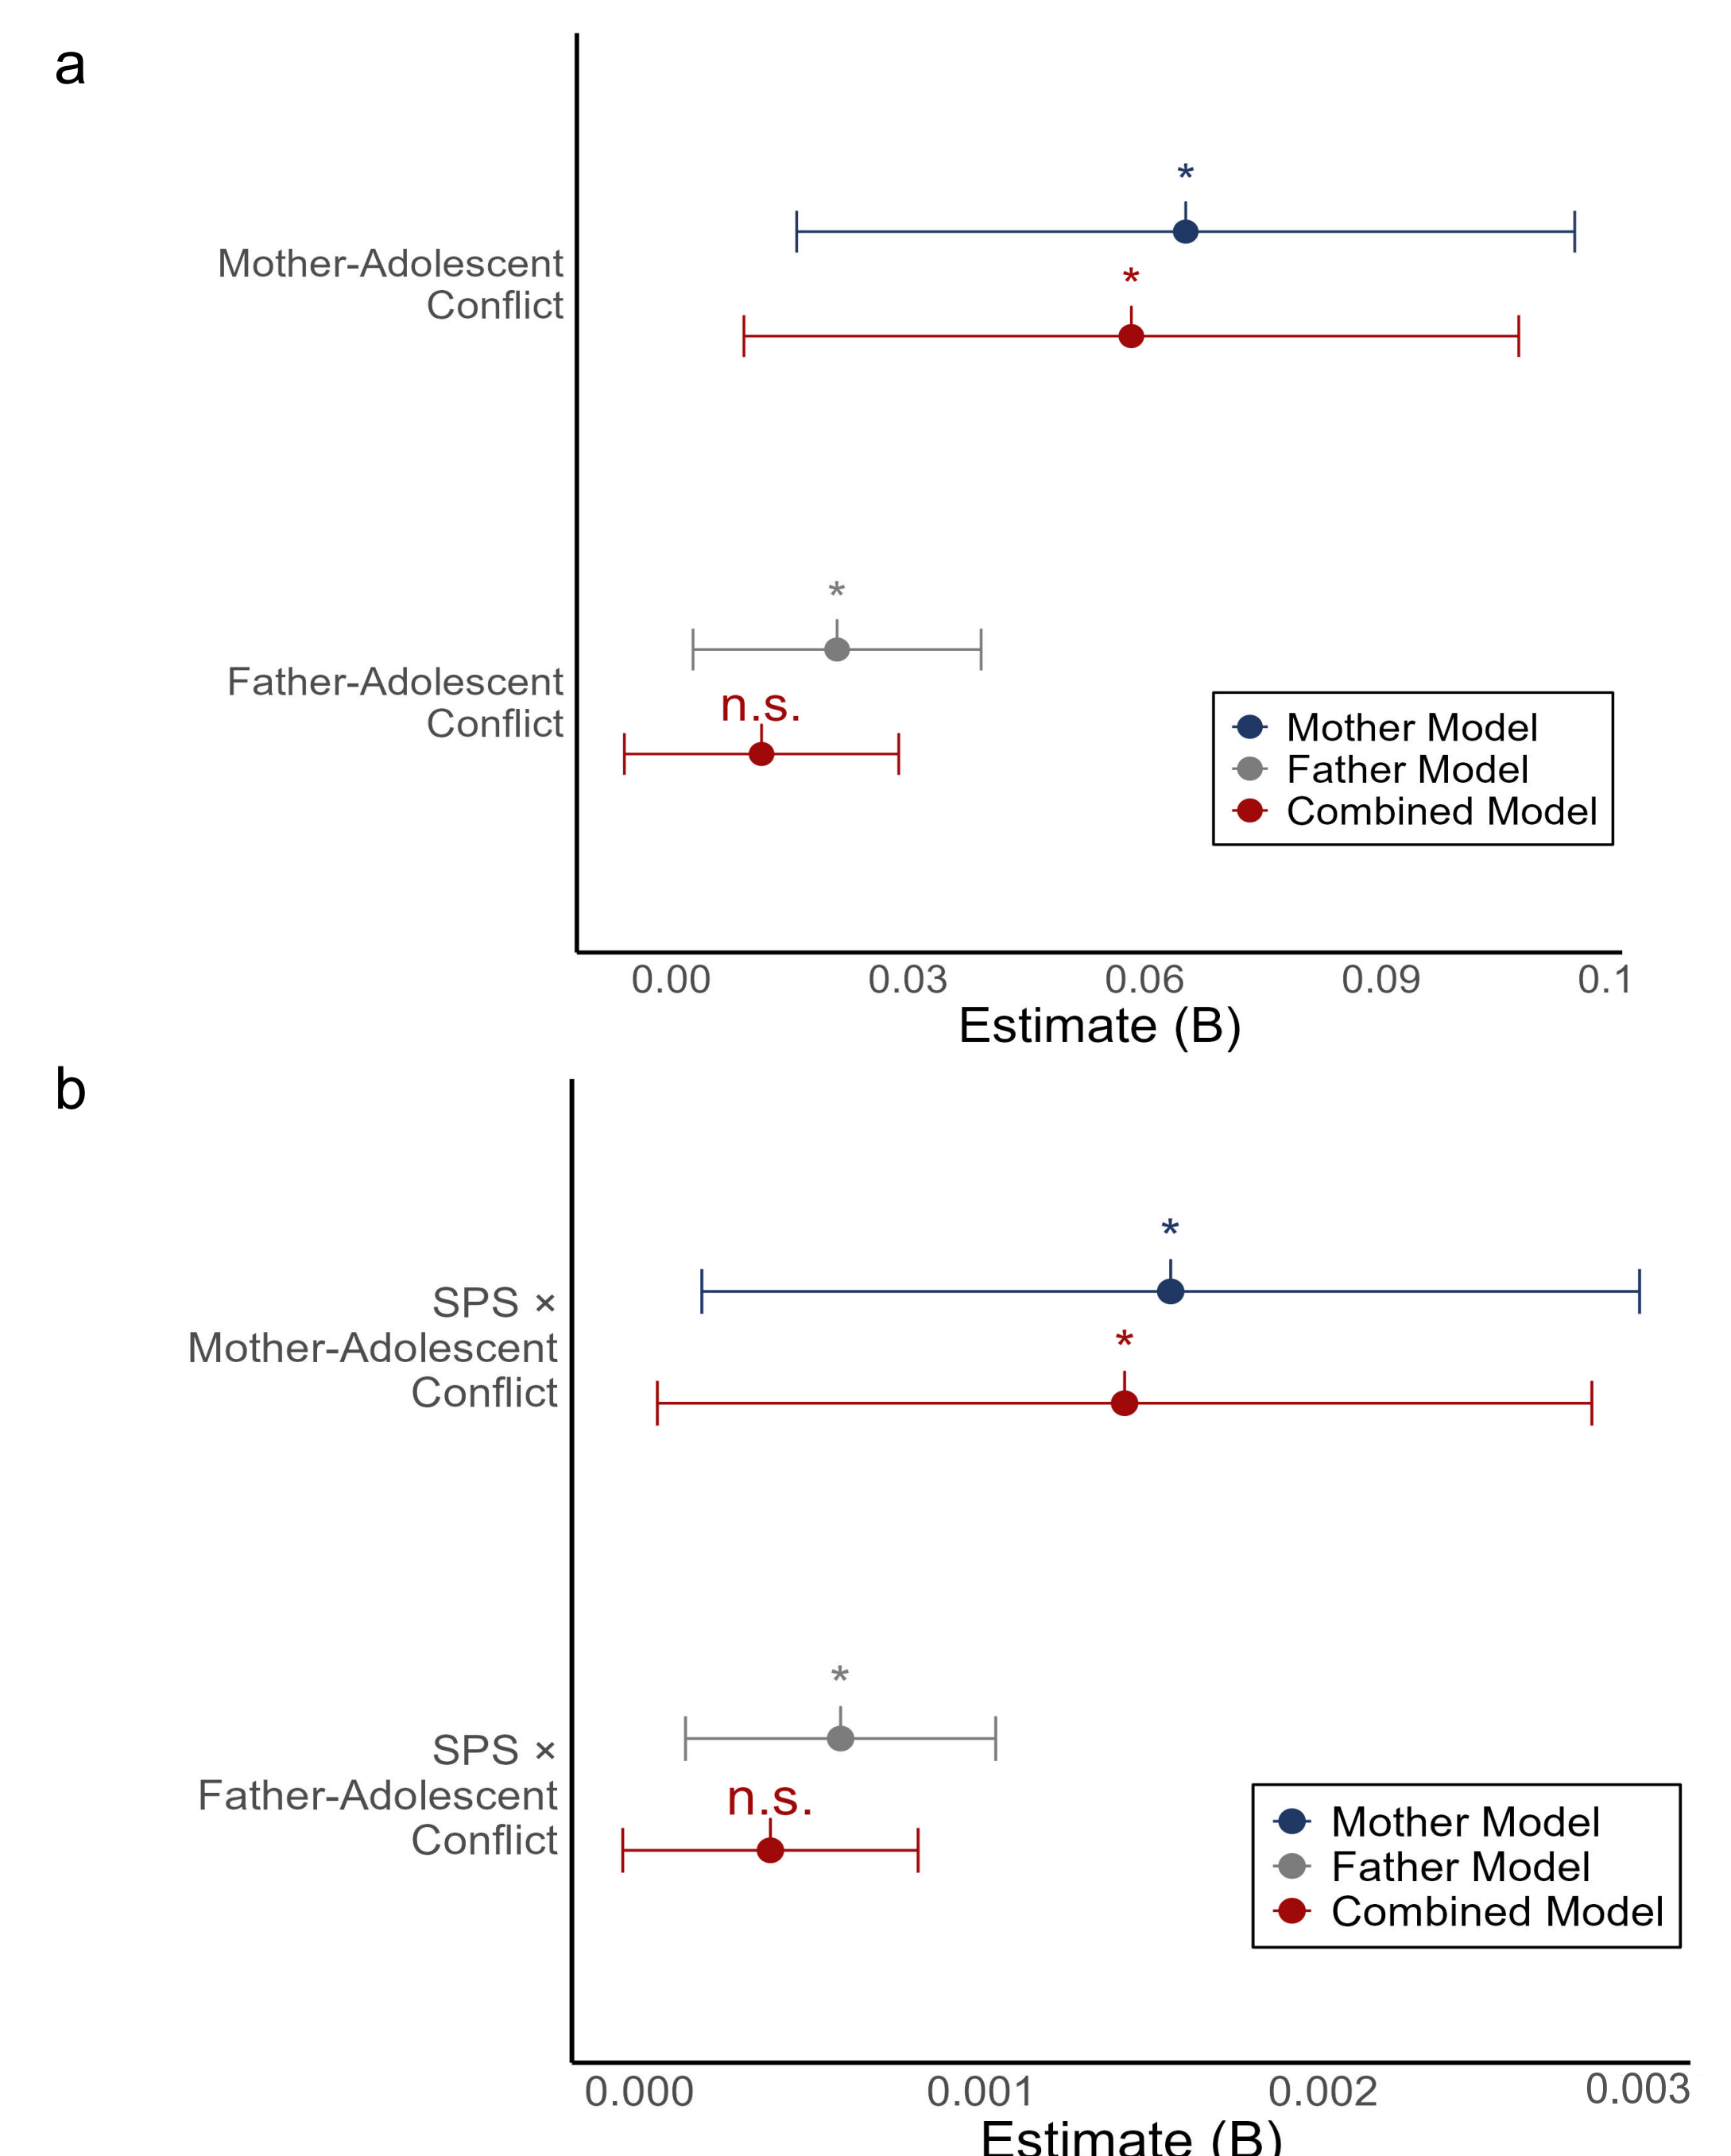 a
*
Mother-Adolescent
Conflict
*
*
Father-Adolescent
Conflict
n.s.
Mother Model
Father Model
Combined Model
0.00 0.03 0.06 0.09 0.1
Estimate (B)
b
*
SPS ×
Mother-Adolescent
Conflict
*
*
SPS ×
Father-Adolescent
Conflict
n.s.
Mother Model
Father Model
Combined Model
0.000 0.001 0.002 0.003
Estimate (B)